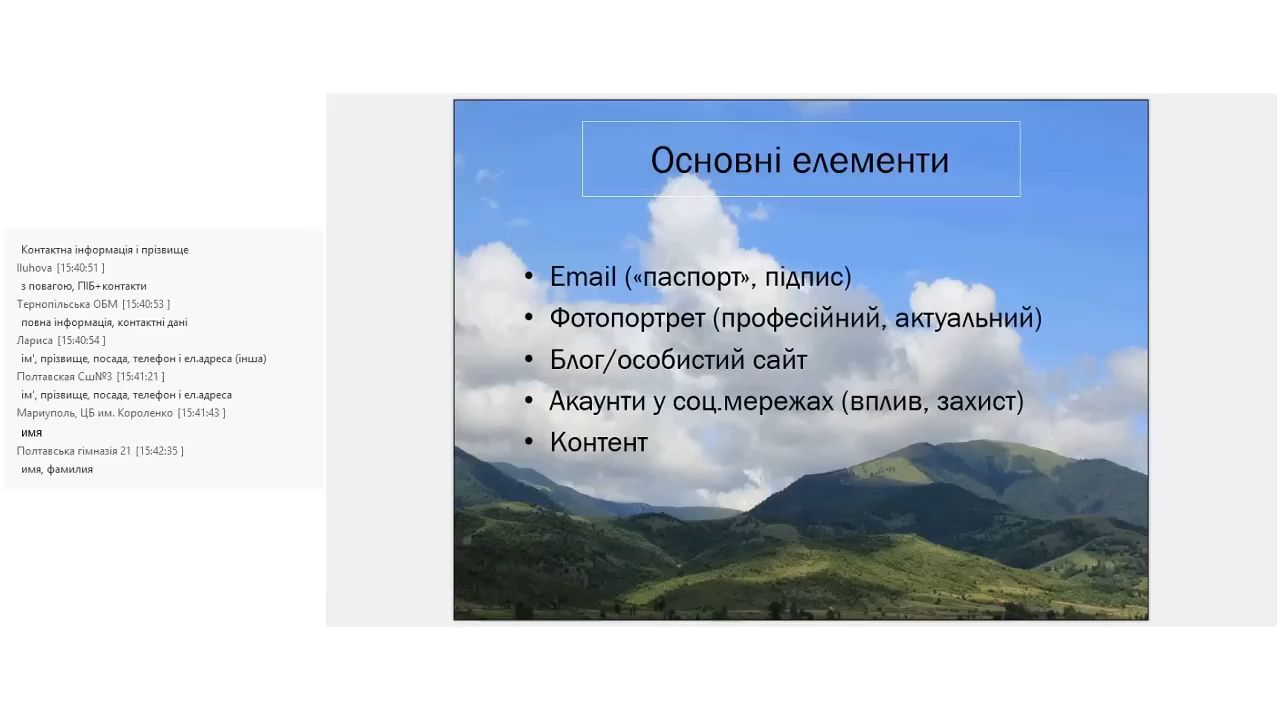 Контактна інформація і прізвище
lluhova [15:40:51 ]
з повагою, ПІБ+контакти
Тернопільська ОБМ [15:40:53 ]
повна інформація, контактні дані
Лариса [15:40:54 ]
ім', прізвище, посада, телефон і ел.адреса (інша)
Полтавская Сш№3 [15:41:21 ]
ім', прізвище, посада, телефон і ел.адреса
Мариуполь, ЦБ им. Короленко [15:41:43 ]
имя
Полтавська гімназія 21 [15:42:35 ]
имя, фамилия
Основні елементи
• Email («паспорт», підпис)
• Фотопортрет (професійний, актуальний)
• Блог/особистий сайт
• Акаунти у соц.мережах (вплив, захист)
• Контент